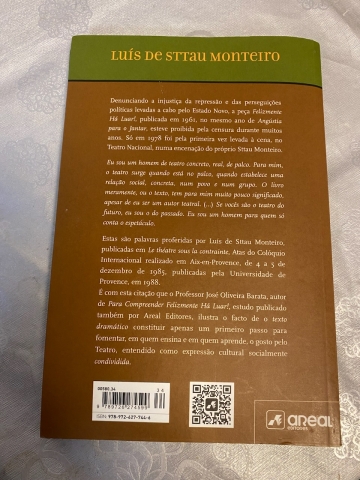 LUÍS DE STTAU MONTEIRO
Denunciando a injustiça da repressão e das perseguições
políticas levadas a cabo pelo Estado Novo, a peça Felizmente
Há Luar!, publicada em 1961, no mesmo ano de Angústia
para o Jantar, esteve proibida pela censura durante muitos
anos. Só em 1978 foi pela primeira vez levada à cena, no
Teatro Nacional, numa encenação do próprio Sttau Monteiro.
Eu sou um homem de teatro concreto, real, de palco. Para mim,
o teatro surge quando está no palco, quando estabelece uma
relação social, concreta, num povo e num grupo. O livro
meramente, ou o texto, tem para mim muito pouco significado,
apesar de eu ser um autor teatral. (...) Se vocês são o teatro do
futuro, eu sou o do passado. Eu sou um homem para quem só
conta o espetáculo.
Estas são palavras proferidas por Luís de Sttau Monteiro,
publicadas em Le théatre sous la contrainte, Atas do Colóquio
Internacional realizado em Aix-en-Provence, de 4 a 5 de
dezembro de 1985, publicadas pela Universidade de
Provence, em 1988.
É com esta citação que o Professor José Oliveira Barata, autor
de Para Compreender Felizmente Há Luar!, estudo publicado
também por Areal Editores, ilustra o facto de o texto
dramático constituir apenas um primeiro passo para
fomentar, em quem ensina e em quem aprende, o gosto pelo
Teatro, entendido como expressão cultural socialmente
condividida.
00580.34
ISBN 978-972-627-744-6
AREAL
editores